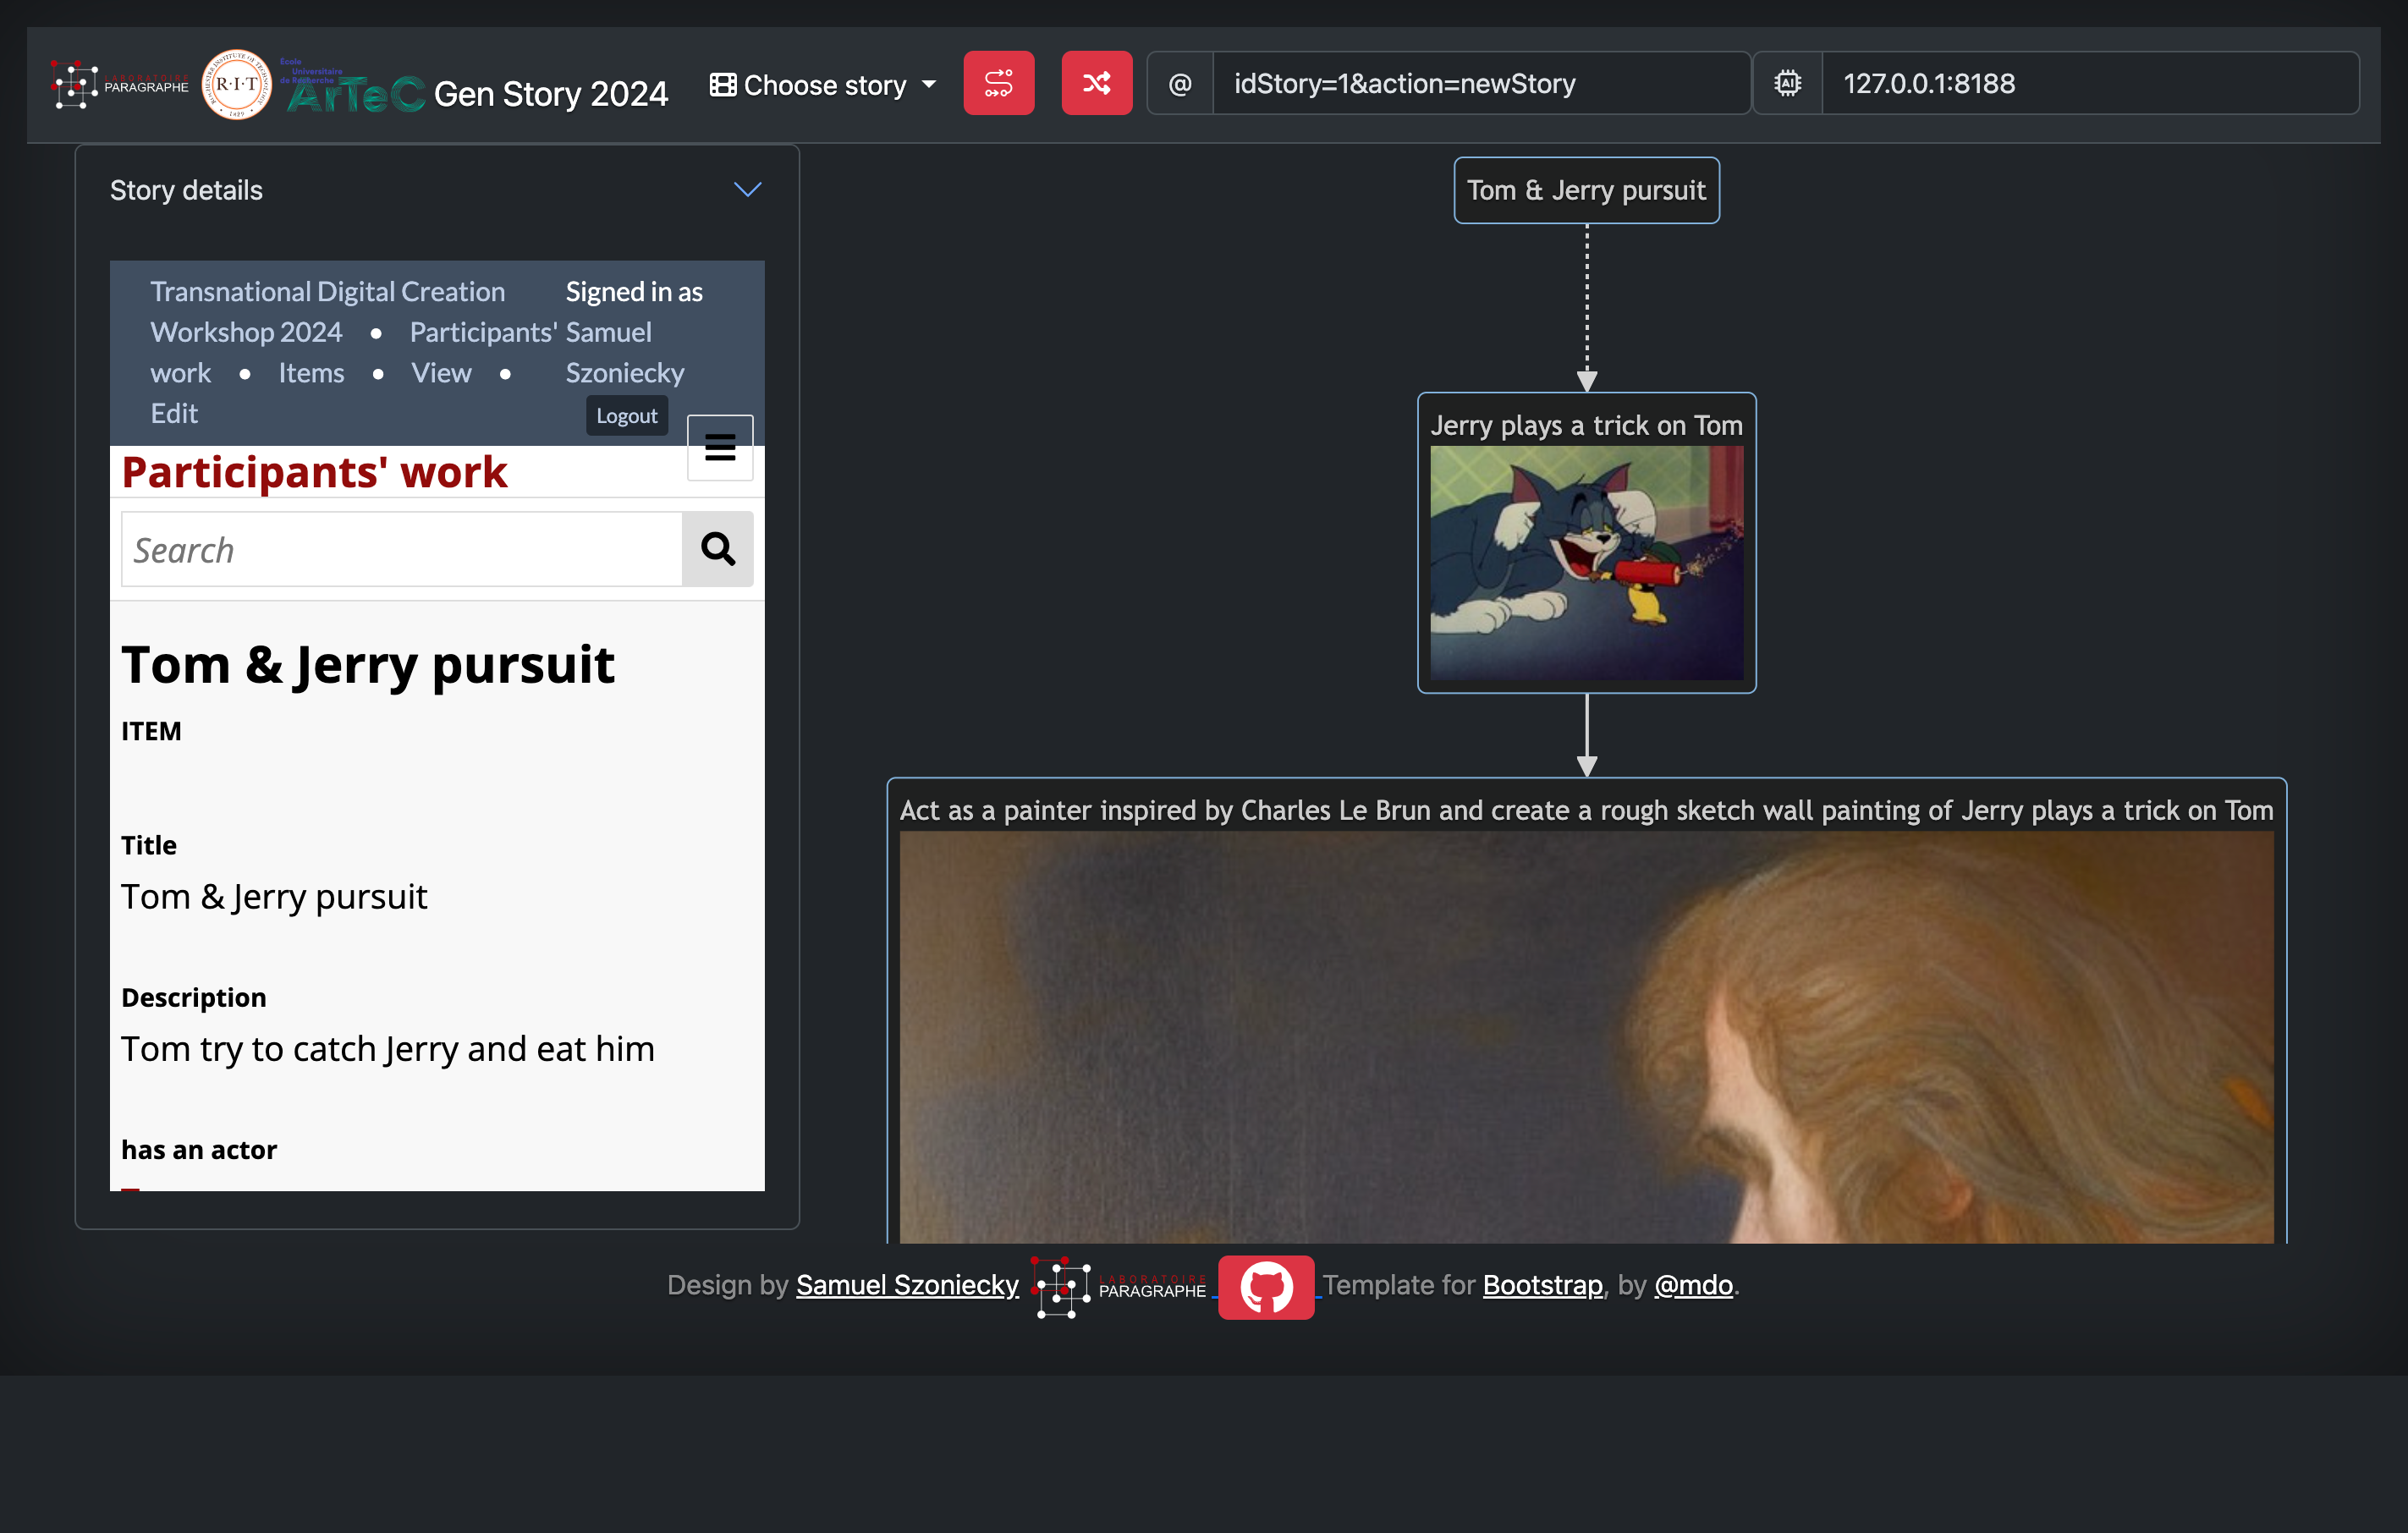 LABORATOIRE
PARAGRAPHE
R·I·T
1829
Ecole
Universitaire
de Recherche
ArTeC
Gen Story 2024
Choose story
@
idStory=1&action=newStory
AI
127.0.0.1:8188
Story details
Transnational Digital Creation
Workshop 2024 • Participants'
work • Items • View •
Edit
Signed in as
Samuel
Szoniecky
Logout
Participants' work
Search
Tom & Jerry pursuit
ITEM
Title
Tom & Jerry pursuit
Description
Tom try to catch Jerry and eat him
has an actor
Tom & Jerry pursuit
Jerry plays a trick on Tom
Act as a painter inspired by Charles Le Brun and create a rough sketch wall painting of Jerry plays a trick on Tom
Design by Samuel Szoniecky
LABORATOIRE
PARAGRAPHE
Template for Bootstrap, by @mdo.